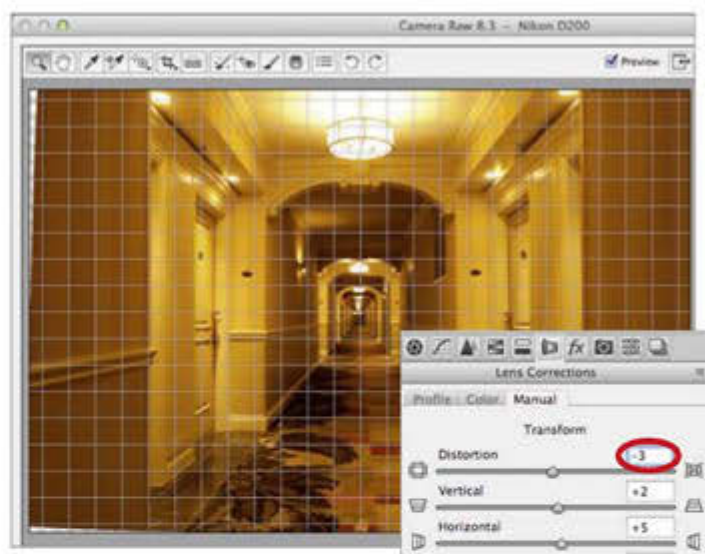 Camera Raw 8.3 – Nikon D200
Preview
fx
Lens Corrections
Profile Color Manual
Transform
Distortion -3
Vertical +2
Horizontal +5